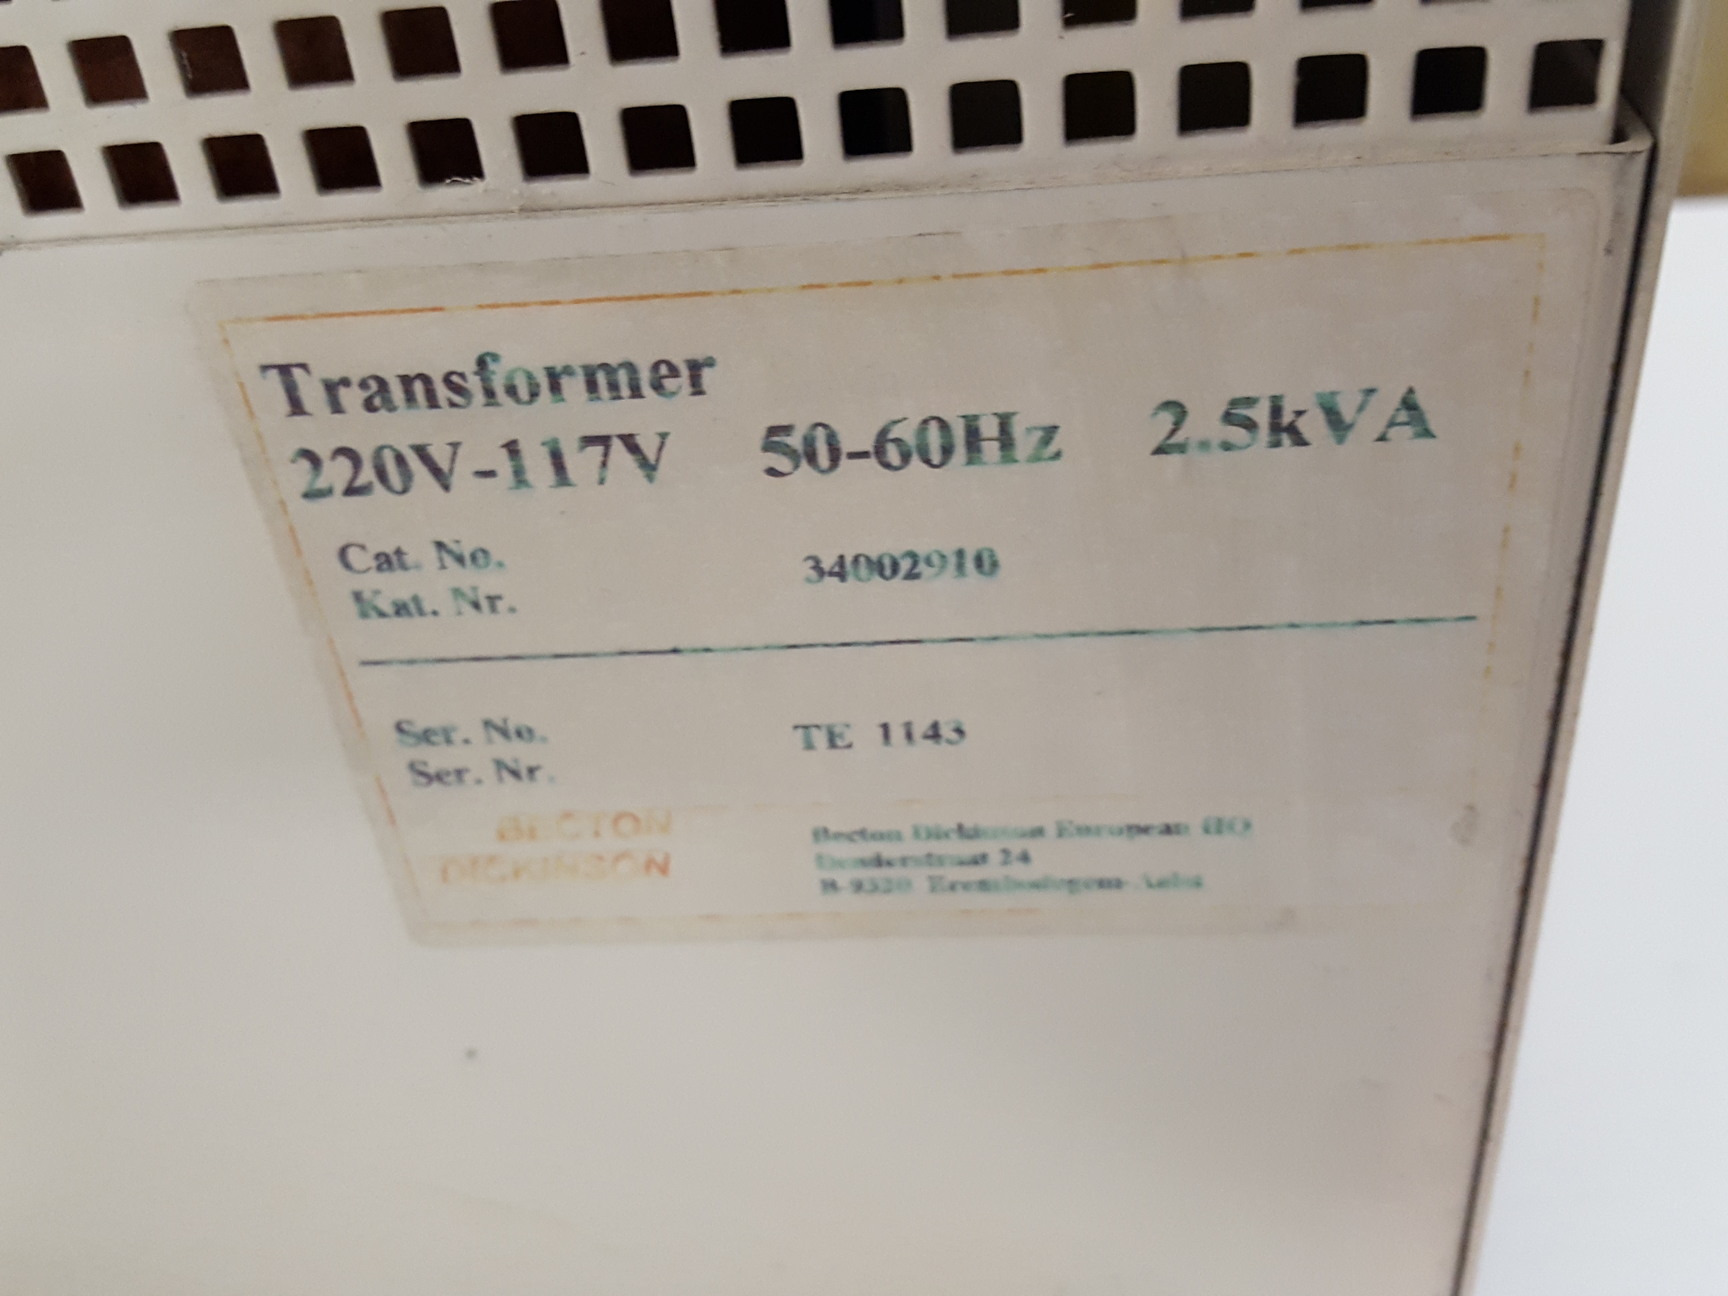 Transformer
220V-117V 50-60Hz 2.5kVA
Cat. No. 34002910
Kat. Nr.
Ser. No. TE 1143
Ser. Nr.
BECTON
DICKINSON
Becton Dickinson European HQ
Denderstraat 24
B-9320 Erembodegem-Aalst